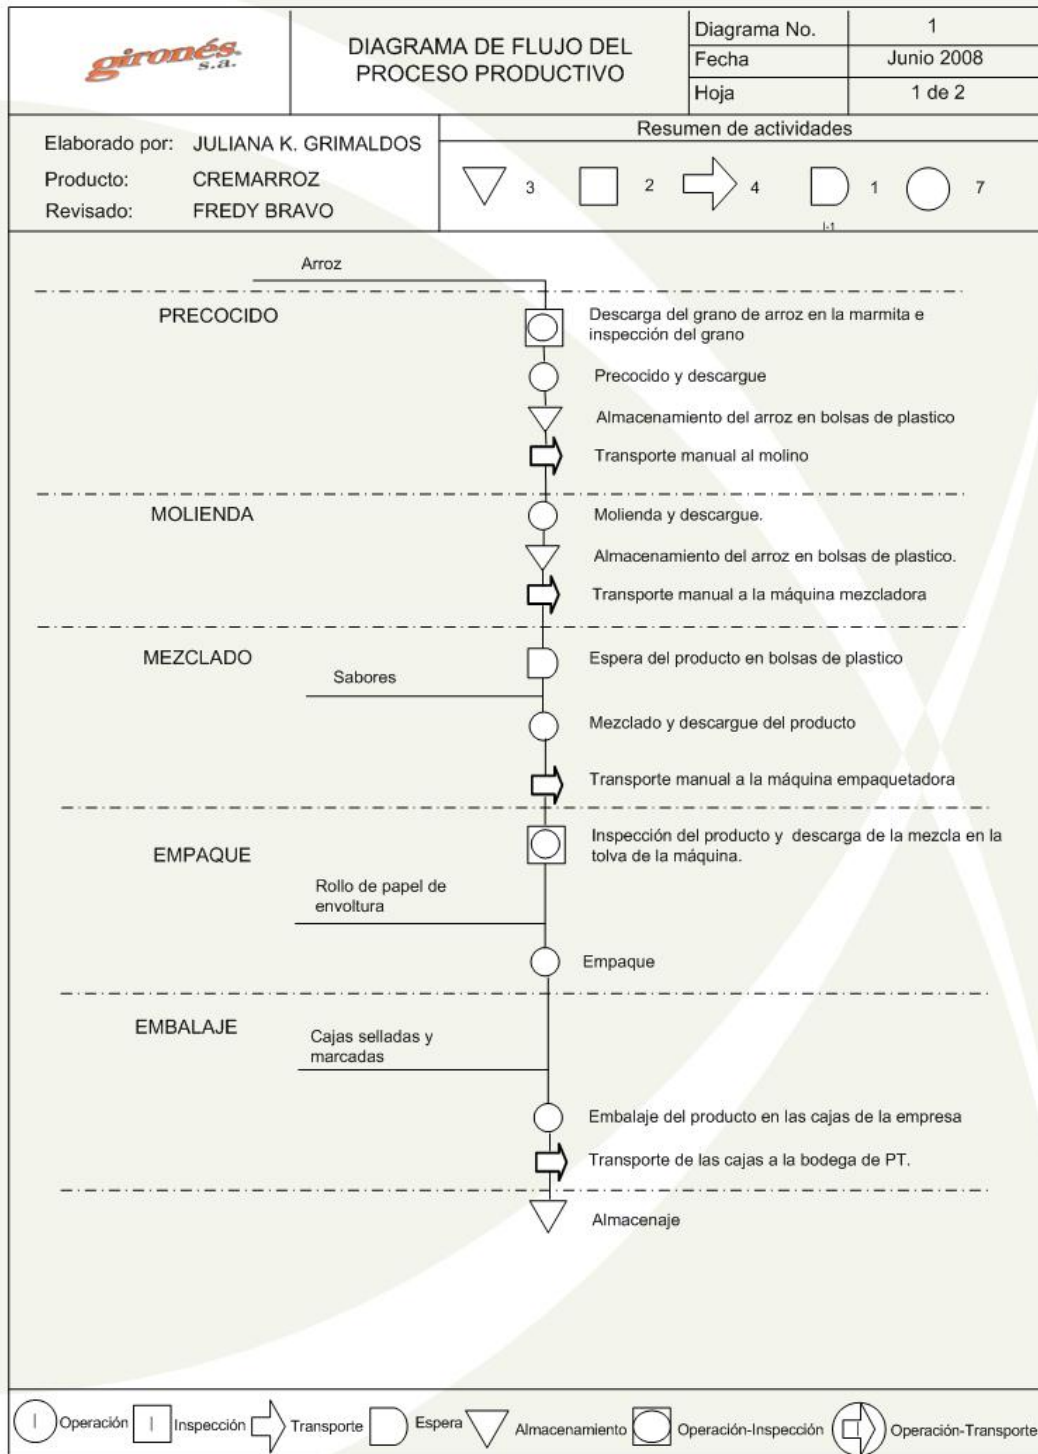 gironés
s.a.
DIAGRAMA DE FLUJO DEL
PROCESO PRODUCTIVO
Diagrama No. 1
Fecha Junio 2008
Hoja 1 de 2
Elaborado por: JULIANA K. GRIMALDOS
Producto: CREMARROZ
Revisado: FREDY BRAVO
Resumen de actividades
3 2 4 1 7
I-1
Arroz
PRECOCIDO
Descarga del grano de arroz en la marmita e
inspección del grano
Precocido y descargue
Almacenamiento del arroz en bolsas de plastico
Transporte manual al molino
MOLIENDA
Molienda y descargue.
Almacenamiento del arroz en bolsas de plastico.
Transporte manual a la máquina mezcladora
MEZCLADO
Espera del producto en bolsas de plastico
Sabores
Mezclado y descargue del producto
Transporte manual a la máquina empaquetadora
EMPAQUE
Inspección del producto y descarga de la mezcla en la
tolva de la máquina.
Rollo de papel de
envoltura
Empaque
EMBALAJE
Cajas selladas y
marcadas
Embalaje del producto en las cajas de la empresa
Transporte de las cajas a la bodega de PT.
Almacenaje
I Operación I Inspección Transporte Espera Almacenamiento Operación-Inspección Operación-Transporte